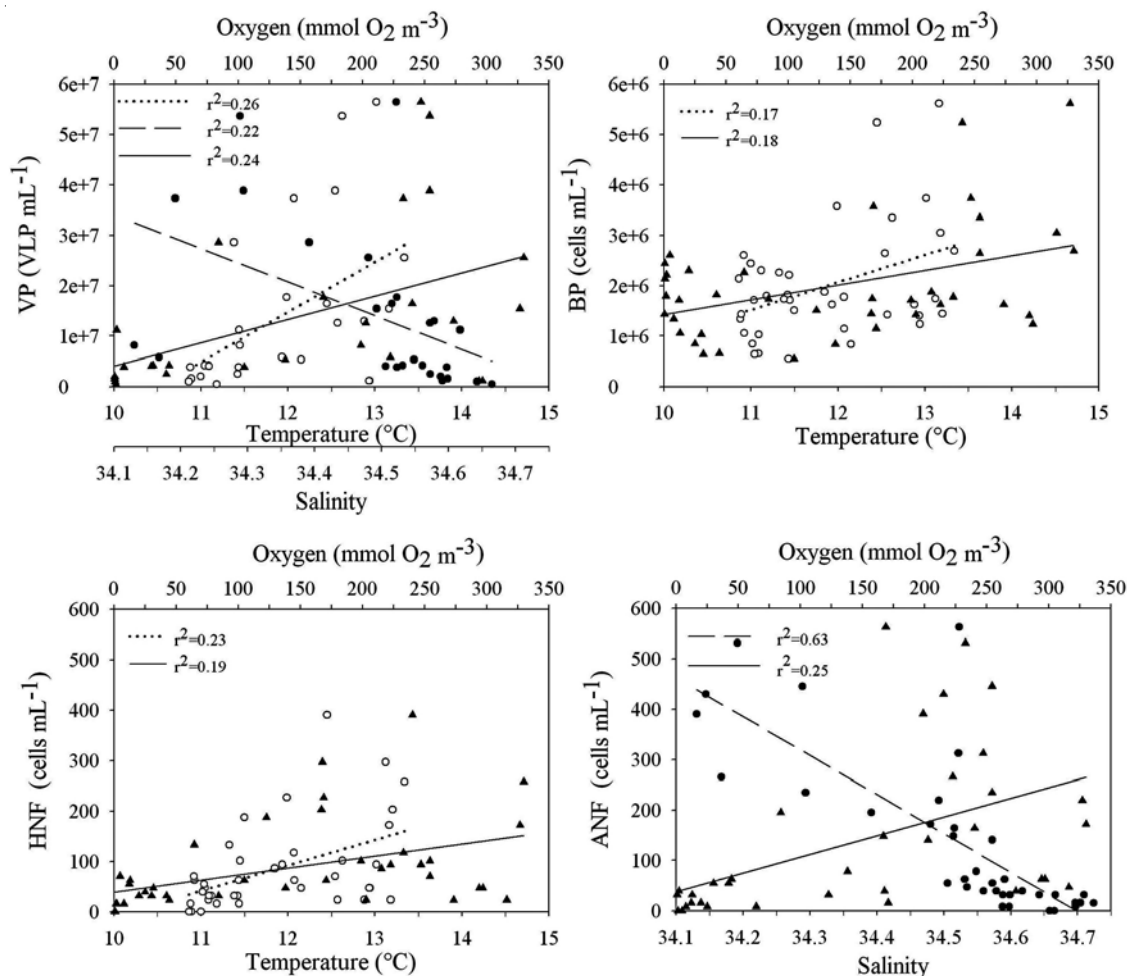 Oxygen (mmol O2 m-3)
0 50 100 150 200 250 300 350
VP (VLP mL-1)
6e+7
5e+7
4e+7
3e+7
2e+7
1e+7
0
r2=0.26
r2=0.22
r2=0.24
10 11 12 13 14 15
Temperature (°C)
34.1 34.2 34.3 34.4 34.5 34.6 34.7
Salinity
Oxygen (mmol O2 m-3)
0 50 100 150 200 250 300 350
BP (cells mL-1)
6e+6
5e+6
4e+6
3e+6
2e+6
1e+6
0
r2=0.17
r2=0.18
10 11 12 13 14 15
Temperature (°C)
Oxygen (mmol O2 m-3)
0 50 100 150 200 250 300 350
HNF (cells mL-1)
600
500
400
300
200
100
0
r2=0.23
r2=0.19
10 11 12 13 14 15
Temperature (°C)
Oxygen (mmol O2 m-3)
0 50 100 150 200 250 300 350
ANF (cells mL-1)
600
500
400
300
200
100
0
r2=0.63
r2=0.25
34.1 34.2 34.3 34.4 34.5 34.6 34.7
Salinity